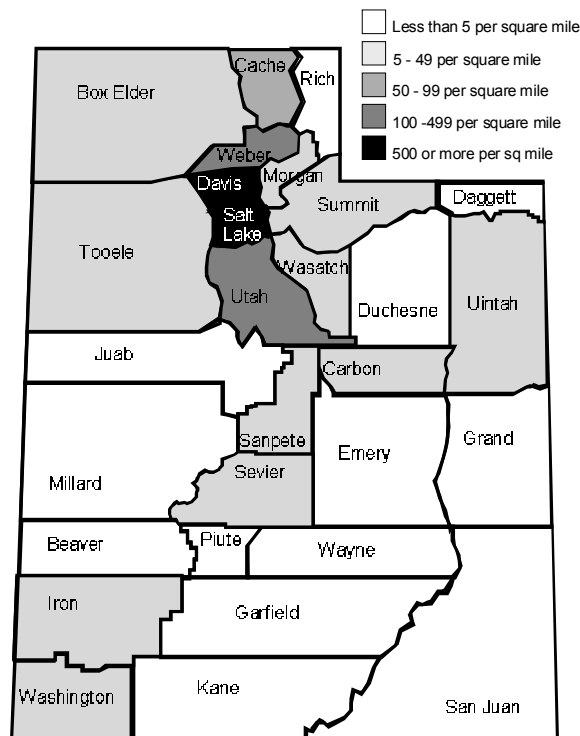 Less than 5 per square mile
5 - 49 per square mile
50 - 99 per square mile
100 -499 per square mile
500 or more per sq mile
Cache
Rich
Box Elder
Weber
Morgan
Davis
Daggett
Summit
Salt
Lake
Tooele
Wasatch
Utah
Uintah
Duchesne
Juab
Carbon
Sanpete
Grand
Emery
Sevier
Millard
Beaver
Piute
Wayne
Iron
Garfield
Kane
Washington
San Juan